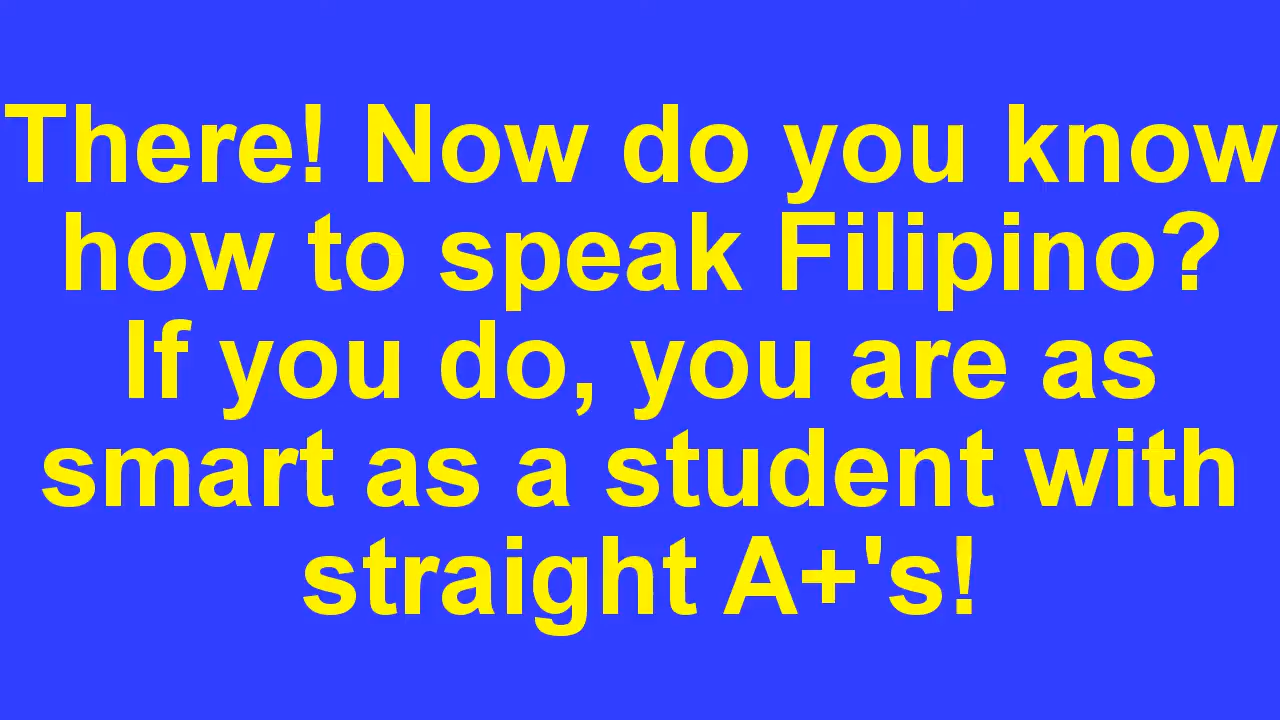 There! Now do you know
how to speak Filipino?
If you do, you are as
smart as a student with
straight A+'s!